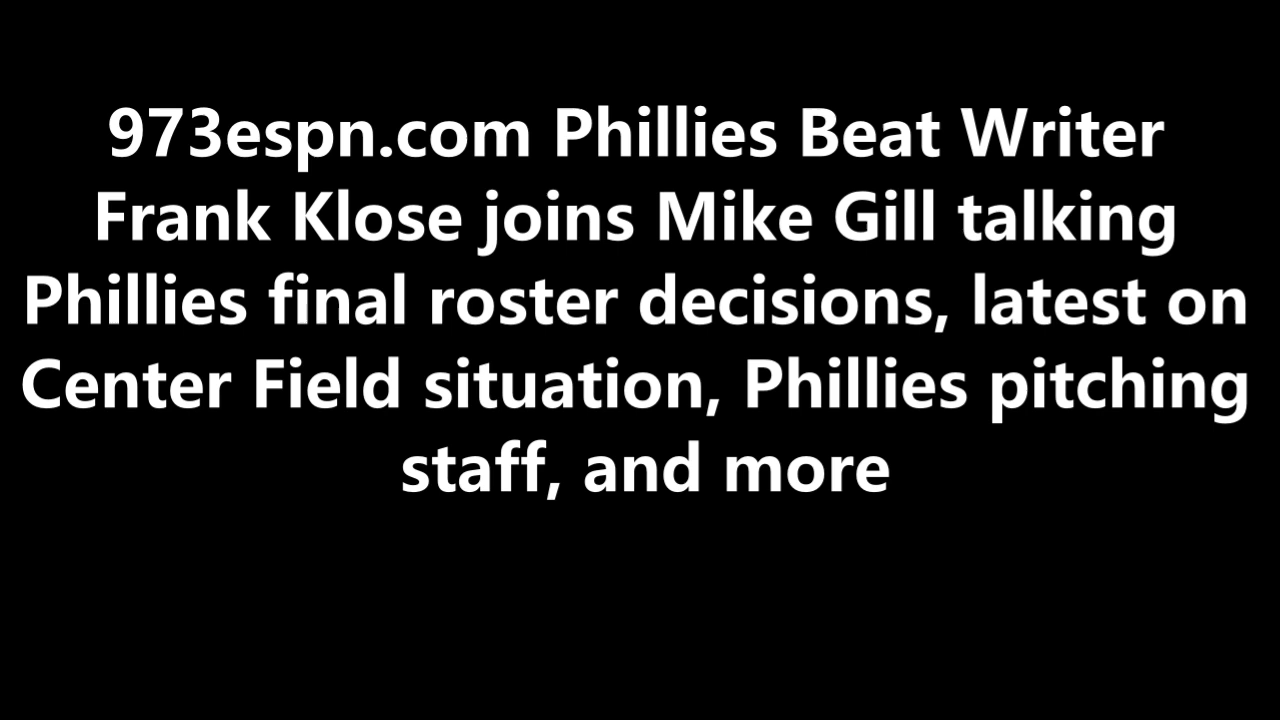 973espn.com Phillies Beat Writer
Frank Klose joins Mike Gill talking
Phillies final roster decisions, latest on
Center Field situation, Phillies pitching
staff, and more